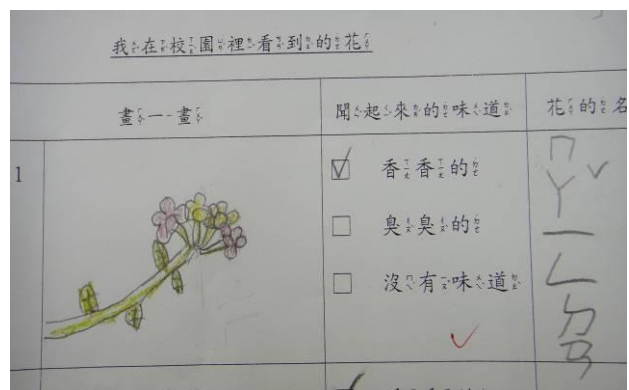 我在校園裡看到的花
畫一畫
聞起來的味道
花的名
1
香香的
臭臭的
沒有味道
ㄇ
ㄚˇ
ㄧ
ㄥ
ㄉ
ㄢ